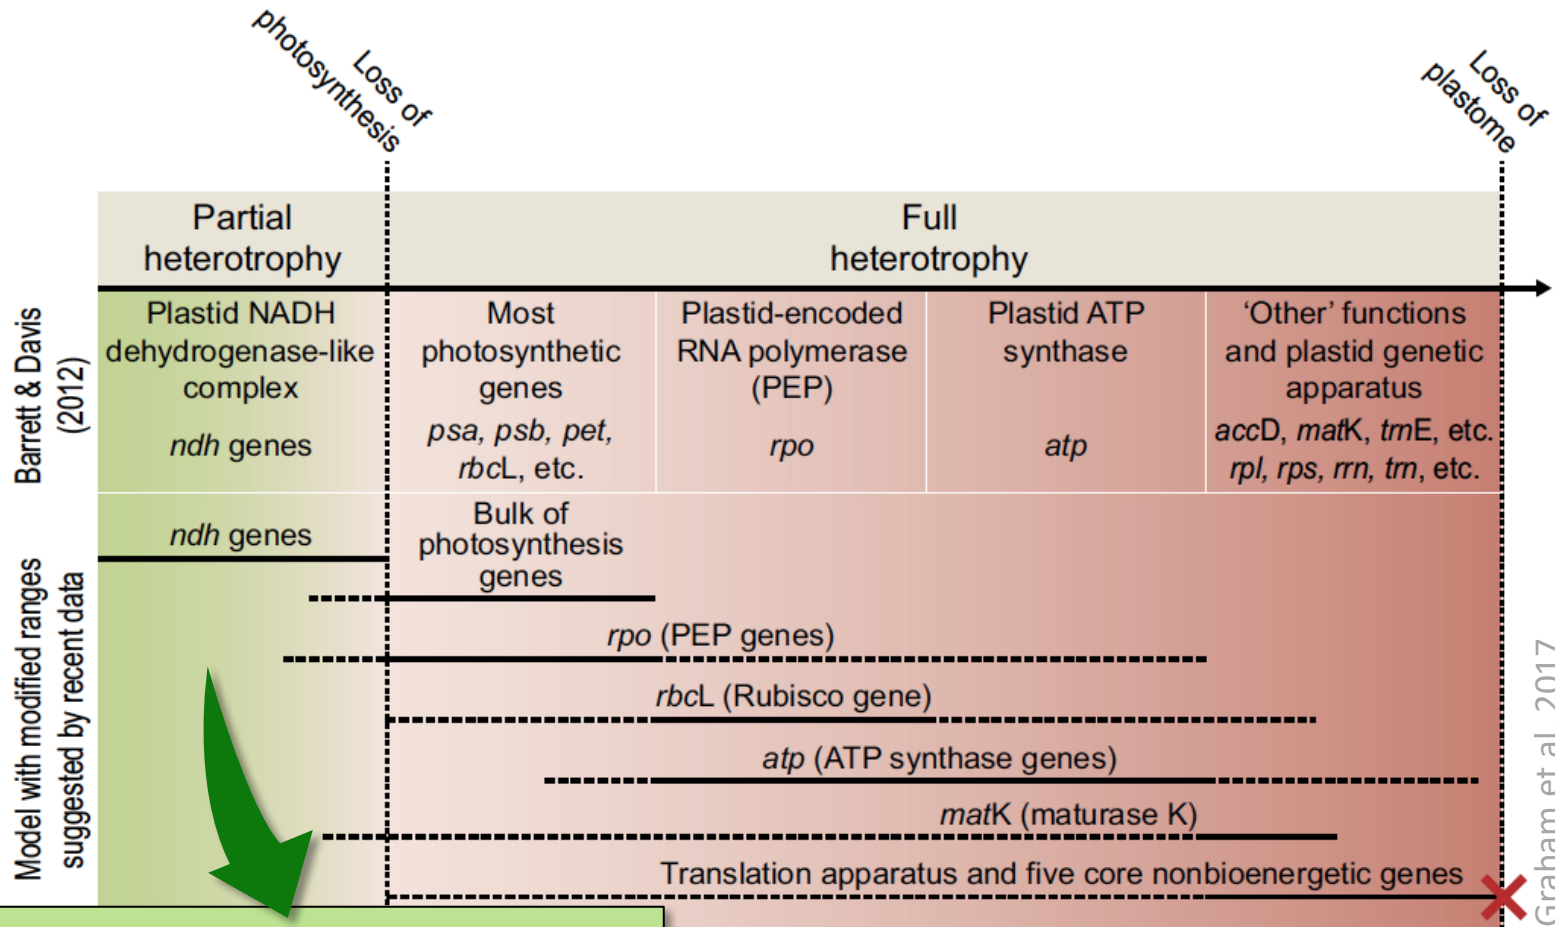 Loss of
photosynthesis
Loss of
plastome
Partial
heterotrophy
Full
heterotrophy
Barrett & Davis
(2012)
Plastid NADH
dehydrogenase-like
complex
ndh genes
Most
photosynthetic
genes
psa, psb, pet,
rbcL, etc.
Plastid-encoded
RNA polymerase
(PEP)
rpo
Plastid ATP
synthase
atp
‘Other’ functions
and plastid genetic
apparatus
accD, matK, trnE, etc.
rpl, rps, rrn, trn, etc.
Model with modified ranges
suggested by recent data
ndh genes
Bulk of
photosynthesis
genes
rpo (PEP genes)
rbcL (Rubisco gene)
atp (ATP synthase genes)
matK (maturase K)
Translation apparatus and five core nonbioenergetic genes
Graham et al. 2017